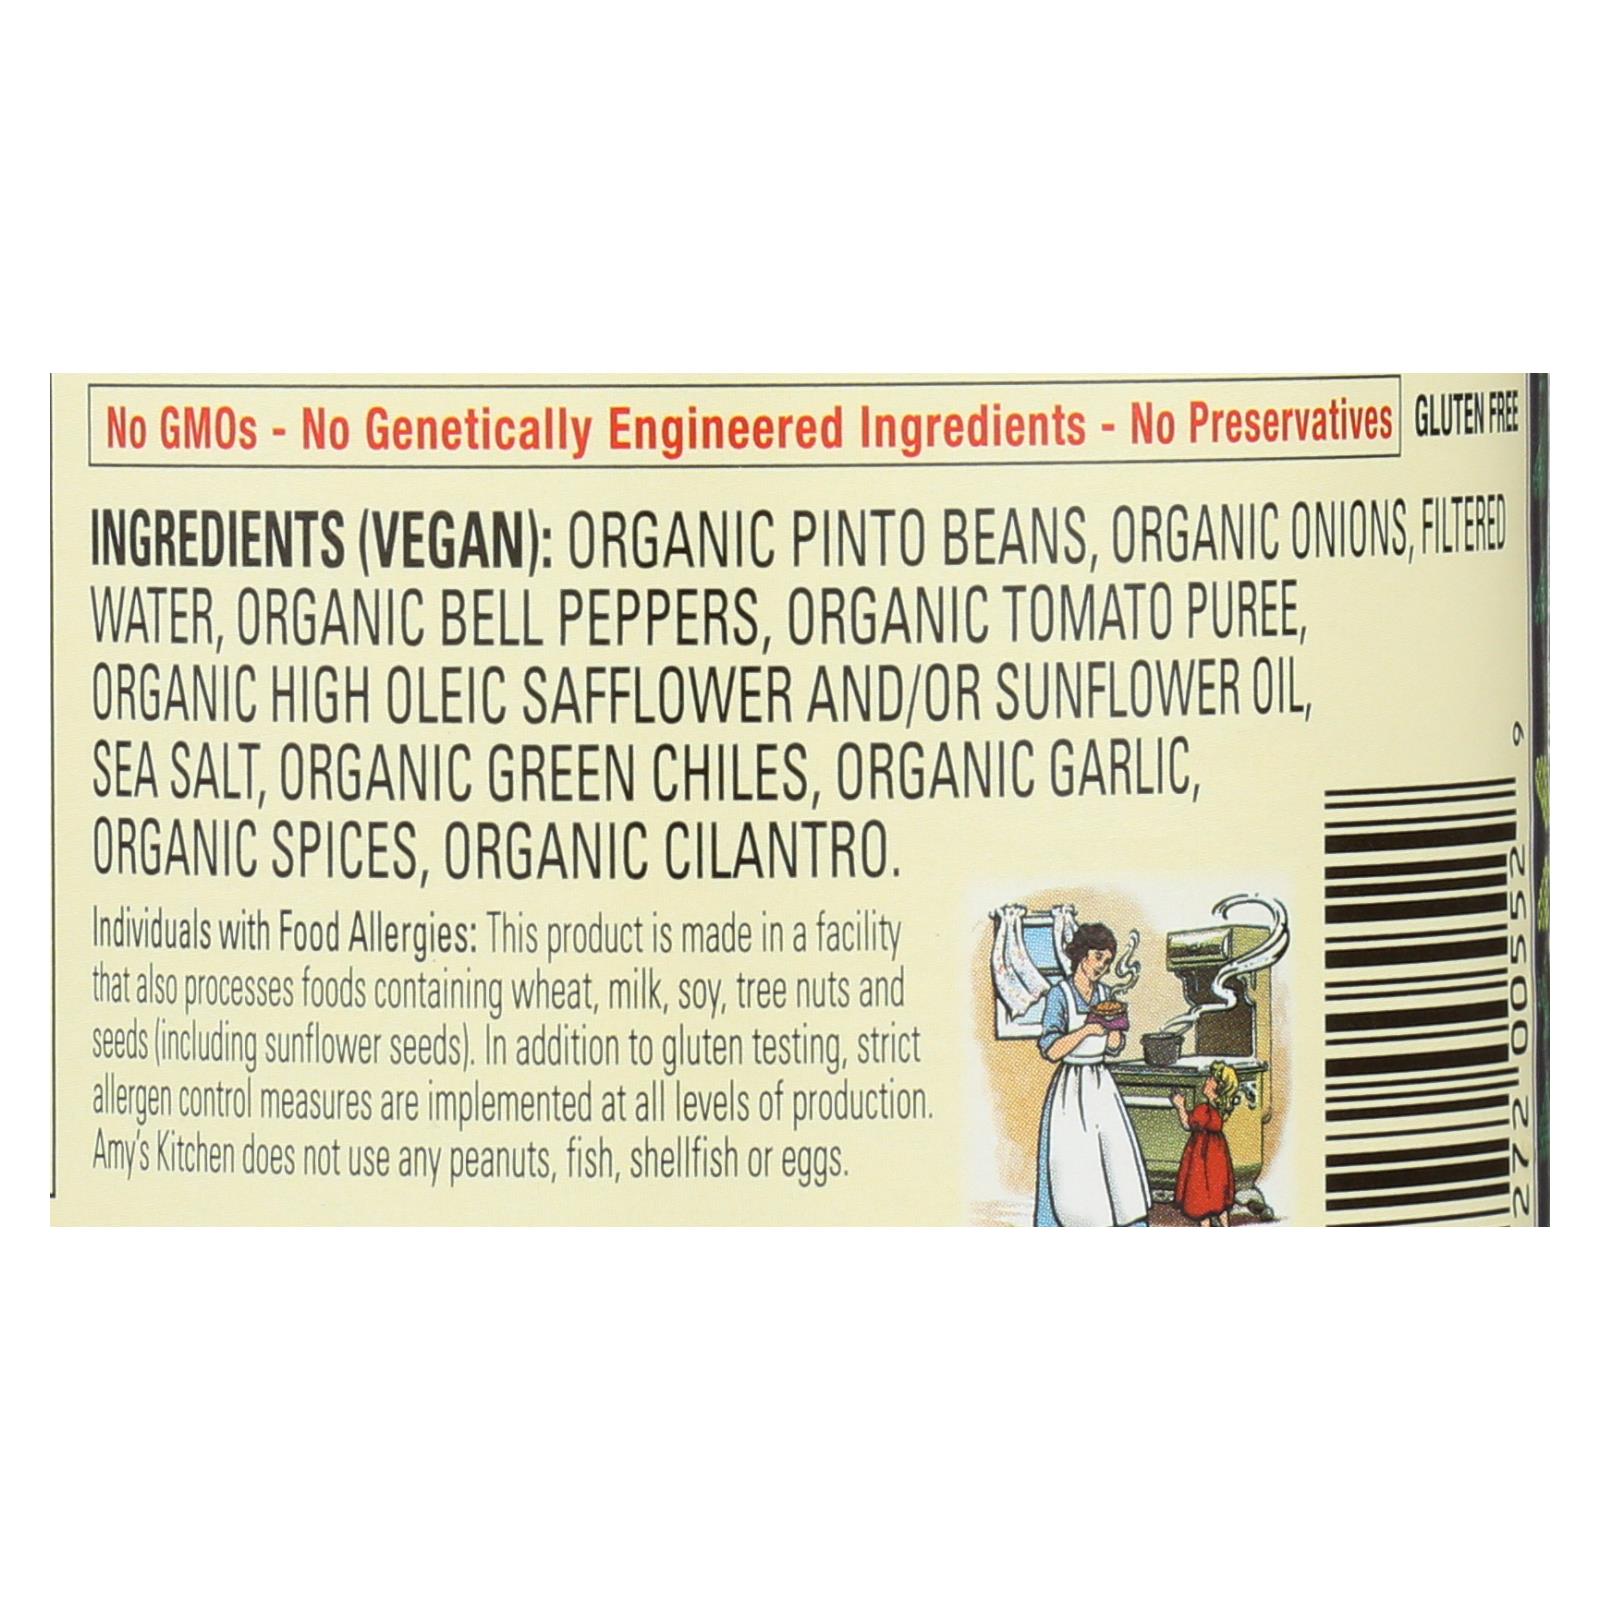 No GMOs - No Genetically Engineered Ingredients - No Preservatives GLUTEN FREE
INGREDIENTS (VEGAN): ORGANIC PINTO BEANS, ORGANIC ONIONS, FILTERED
WATER, ORGANIC BELL PEPPERS, ORGANIC TOMATO PUREE,
ORGANIC HIGH OLEIC SAFFLOWER AND/OR SUNFLOWER OIL,
SEA SALT, ORGANIC GREEN CHILES, ORGANIC GARLIC,
ORGANIC SPICES, ORGANIC CILANTRO.
Individuals with Food Allergies: This product is made in a facility
that also processes foods containing wheat, milk, soy, tree nuts and
seeds (including sunflower seeds). In addition to gluten testing, strict
allergen control measures are implemented at all levels of production.
Amy's Kitchen does not use any peanuts, fish, shellfish or eggs.
27200552 9